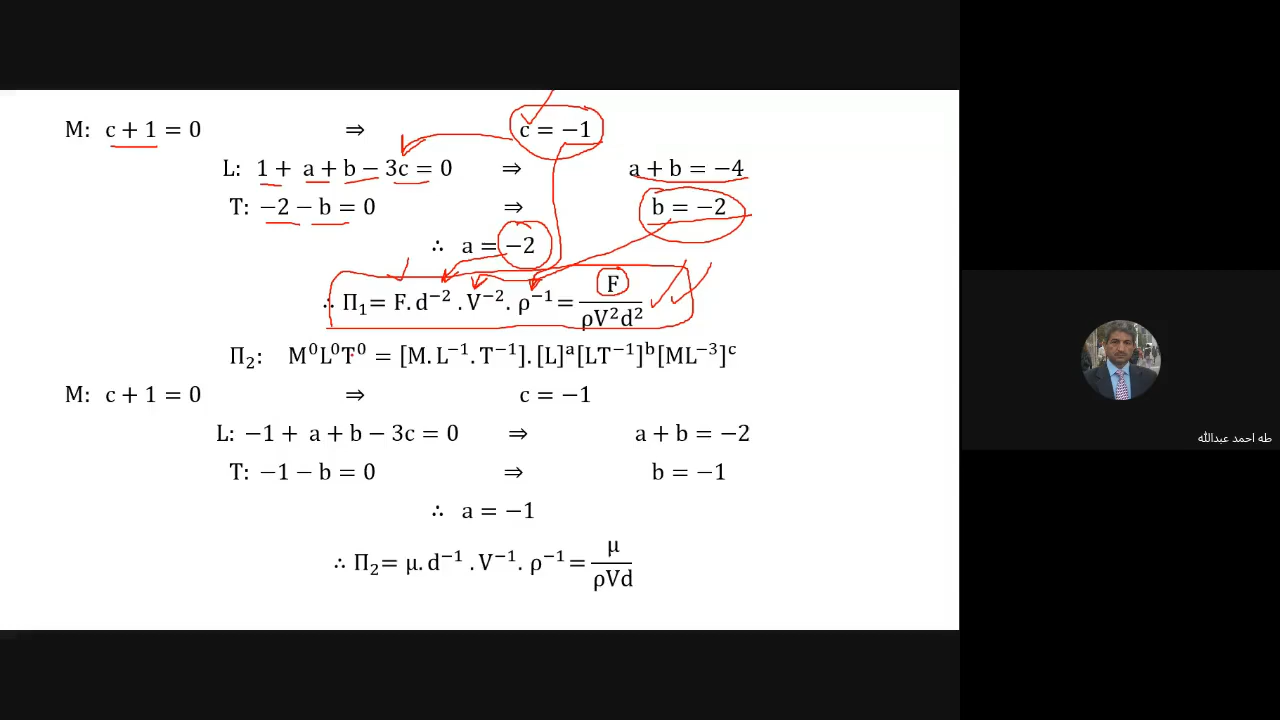 M: c + 1 = 0 ⇒ c = −1
L: 1 + a + b − 3c = 0 ⇒ a + b = −4
T: −2 − b = 0 ⇒ b = −2
∴ a = −2
∴ Π₁ = F. d⁻² . V⁻². ρ⁻¹ = F / ρV²d²
Π₂: M⁰L⁰T⁰ = [M. L⁻¹. T⁻¹]. [L]ᵃ[LT⁻¹]ᵇ[ML⁻³]ᶜ
M: c + 1 = 0 ⇒ c = −1
L: −1 + a + b − 3c = 0 ⇒ a + b = −2
T: −1 − b = 0 ⇒ b = −1
∴ a = −1
∴ Π₂ = μ. d⁻¹ . V⁻¹. ρ⁻¹ = μ / ρVd
طه احمد عبدالله